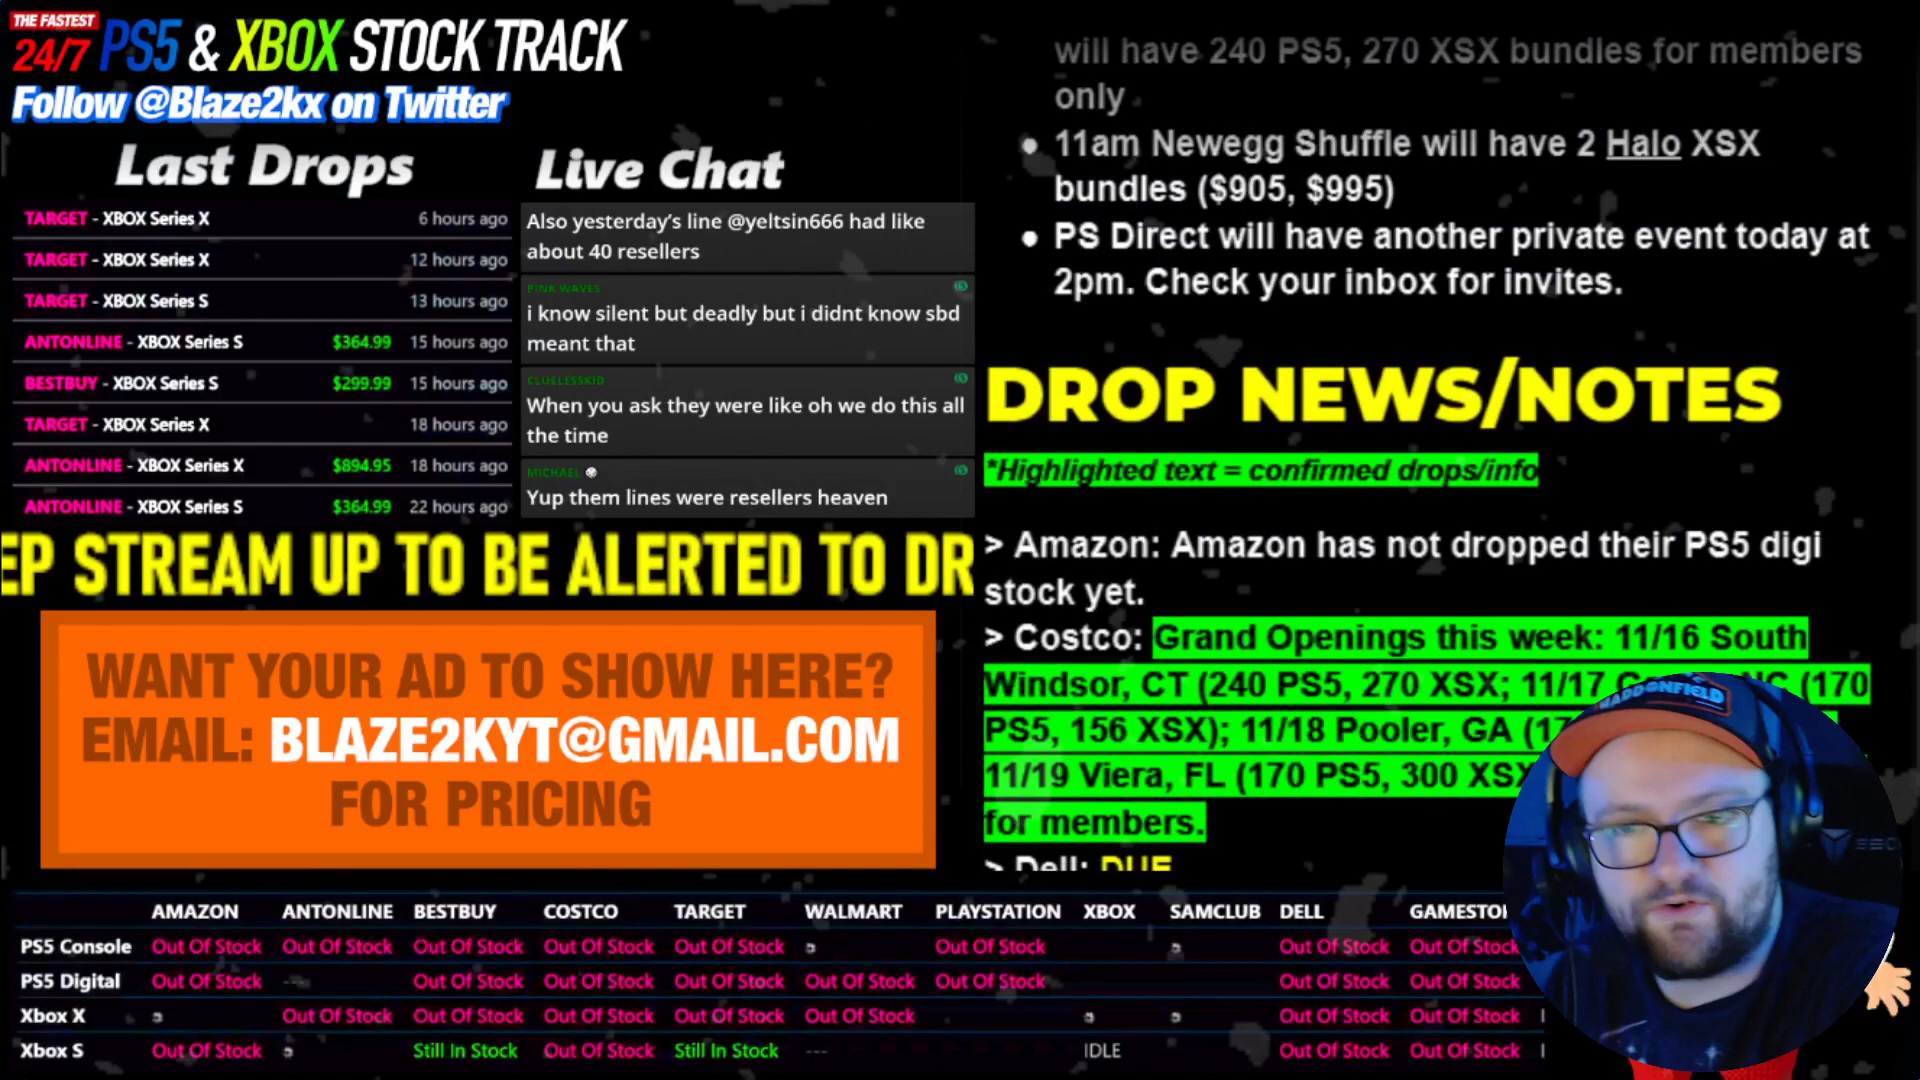 THE FASTEST
24/7 PS5 & XBOX STOCK TRACK
Follow @Blaze2kx on Twitter
Last Drops
TARGET - XBOX Series X 6 hours ago
TARGET - XBOX Series X 12 hours ago
TARGET - XBOX Series S 13 hours ago
ANTONLINE - XBOX Series S $364.99 15 hours ago
BESTBUY - XBOX Series S $299.99 15 hours ago
TARGET - XBOX Series X 18 hours ago
ANTONLINE - XBOX Series X $894.95 18 hours ago
ANTONLINE - XBOX Series S $364.99 22 hours ago
Live Chat
Also yesterday's line @yeltsin666 had like
about 40 resellers
PINK WAVES
i know silent but deadly but i didnt know sbd
meant that
CLUELESSKID
When you ask they were like oh we do this all
the time
MICHAEL
Yup them lines were resellers heaven
EP STREAM UP TO BE ALERTED TO DR
WANT YOUR AD TO SHOW HERE?
EMAIL: BLAZE2KYT@GMAIL.COM
FOR PRICING
will have 240 PS5, 270 XSX bundles for members
only
• 11am Newegg Shuffle will have 2 Halo XSX
bundles ($905, $995)
• PS Direct will have another private event today at
2pm. Check your inbox for invites.
DROP NEWS/NOTES
*Highlighted text = confirmed drops/info
> Amazon: Amazon has not dropped their PS5 digi
stock yet.
> Costco: Grand Openings this week: 11/16 South
Windsor, CT (240 PS5, 270 XSX; 11/17 NC (170
PS5, 156 XSX); 11/18 Pooler, GA (17
11/19 Viera, FL (170 PS5, 300 XSX
for members.
> Dell: DUE
ADDONFIELD
AMAZON ANTONLINE BESTBUY COSTCO TARGET WALMART PLAYSTATION XBOX SAMCLUB DELL GAMESTOP
PS5 Console Out Of Stock Out Of Stock Out Of Stock Out Of Stock Out Of Stock Out Of Stock Out Of Stock Out Of Stock
PS5 Digital Out Of Stock --- Out Of Stock Out Of Stock Out Of Stock Out Of Stock Out Of Stock Out Of Stock Out Of Stock
Xbox X Out Of Stock Out Of Stock Out Of Stock Out Of Stock Out Of Stock Out Of Stock Out Of Stock
Xbox S Out Of Stock Still In Stock Out Of Stock Still In Stock --- IDLE Out Of Stock Out Of Stock